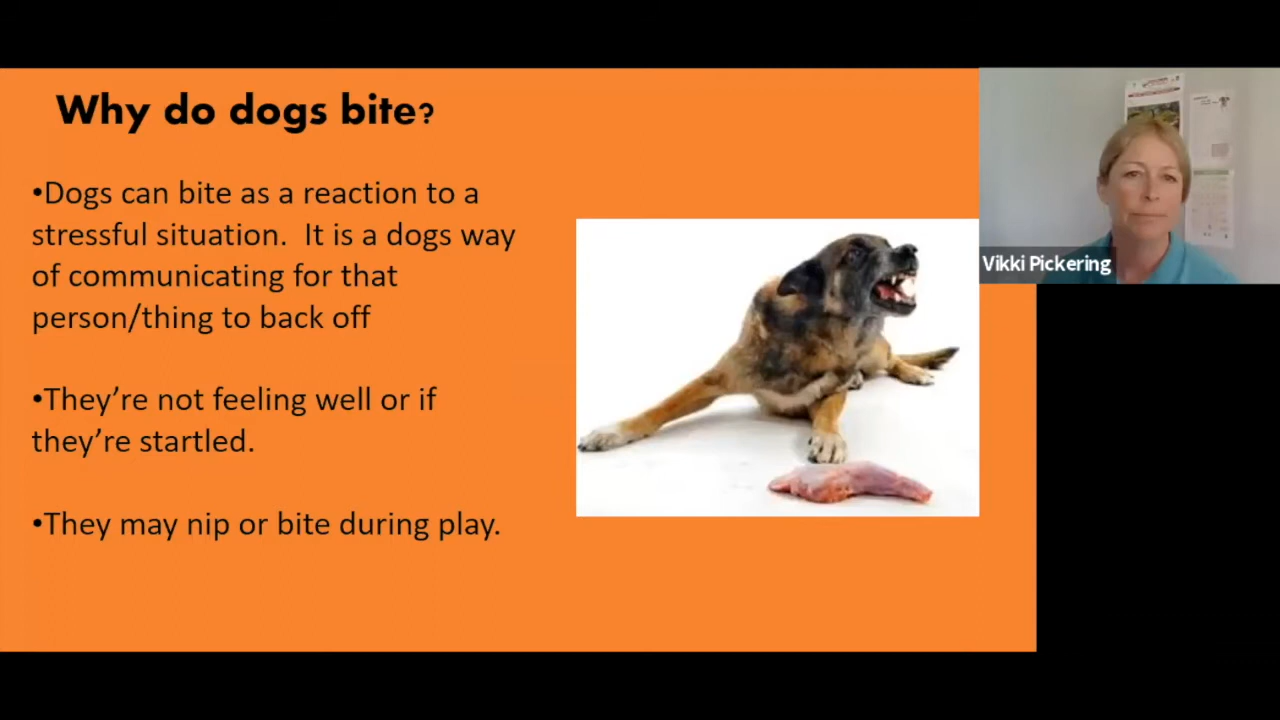 Why do dogs bite?
•Dogs can bite as a reaction to a
stressful situation.  It is a dogs way
of communicating for that
person/thing to back off
•They’re not feeling well or if
they’re startled.
•They may nip or bite during play.
Vikki Pickering